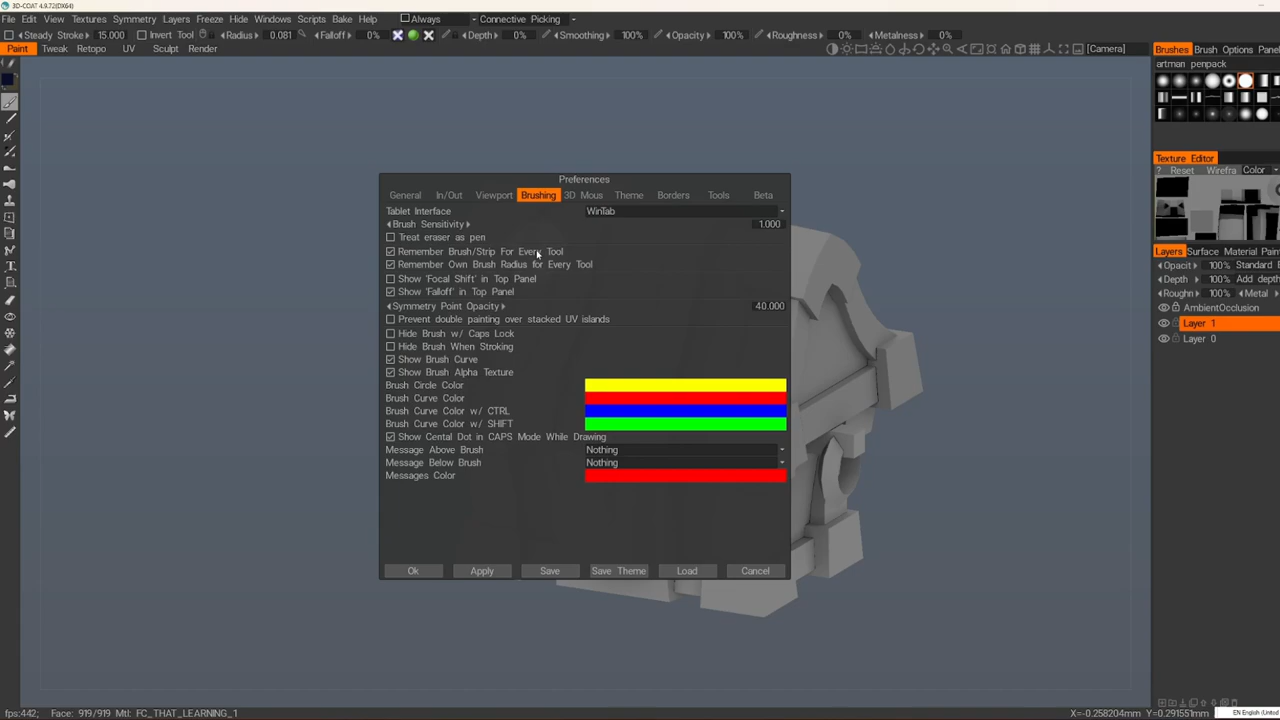 3D-COAT 4.9.72(DX64)
File Edit View Textures Symmetry Layers Freeze Hide Windows Scripts Bake Help Always Connective Picking
Steady Stroke 15.000 Invert Tool Radius 0.081 Falloff 0% Depth 0% Smoothing 100% Opacity 100% Roughness 0% Metalness 0%
Paint Tweak Retopo UV Sculpt Render [Camera] Brushes Brush Options Panel
artman penpack
Texture Editor
? Reset Wirefra Color
Layers Surface Material Pain
Opacit 100% Standard
Depth 100% Add depth
Roughn 100% Metal
AmbientOcclusion
Layer 1
Layer 0
Preferences
General In/Out Viewport Brushing 3D Mous Theme Borders Tools Beta
Tablet Interface WinTab
Brush Sensitivity 1.000
Treat eraser as pen
Remember Brush/Strip For Every Tool
Remember Own Brush Radius for Every Tool
Show 'Focal Shift' in Top Panel
Show 'Falloff' in Top Panel
Symmetry Point Opacity 40.000
Prevent double painting over stacked UV islands
Hide Brush w/ Caps Lock
Hide Brush When Stroking
Show Brush Curve
Show Brush Alpha Texture
Brush Circle Color
Brush Curve Color
Brush Curve Color w/ CTRL
Brush Curve Color w/ SHIFT
Show Cental Dot in CAPS Mode While Drawing
Message Above Brush Nothing
Message Below Brush Nothing
Messages Color
Ok Apply Save Save Theme Load Cancel
fps:442; Face: 919/919 Mtl: FC_THAT_LEARNING_1 X=-0.258204mm Y=0.291551mm EN English (United